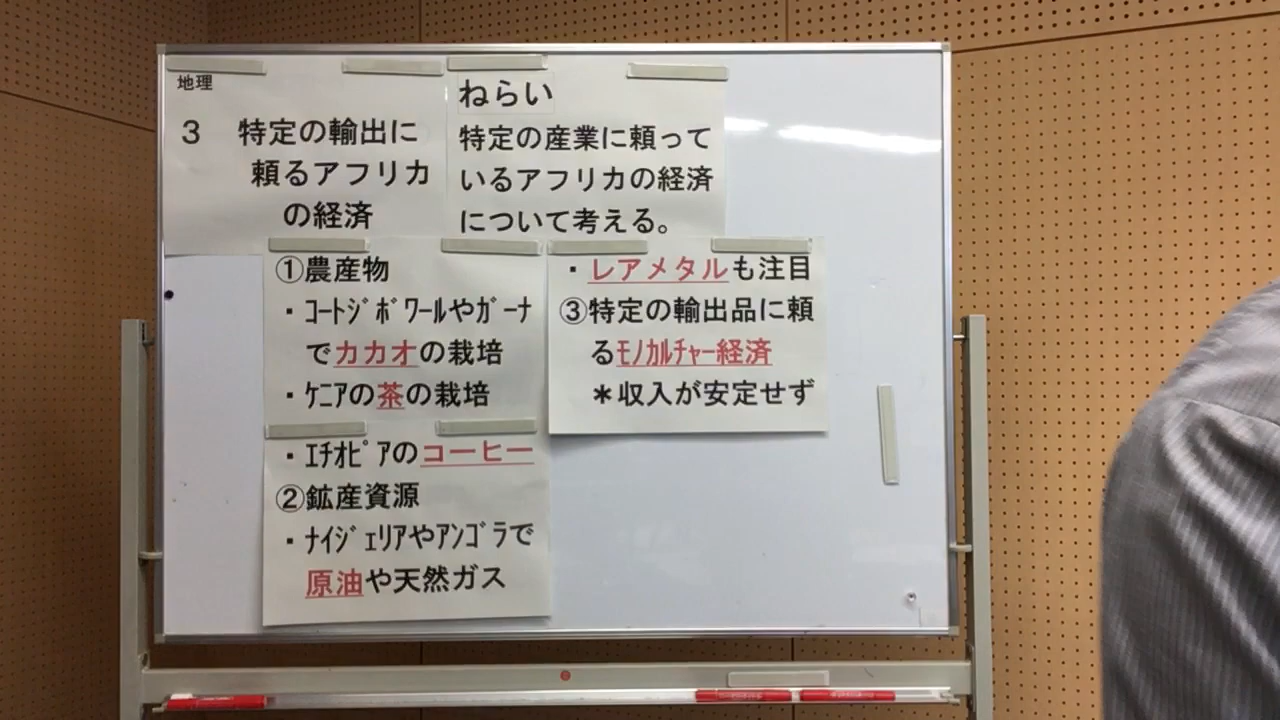 地理
3 特定の輸出に
頼るアフリカ
の経済
ねらい
特定の産業に頼って
いるアフリカの経済
について考える。
①農産物
・ｺｰﾄｼﾞﾎﾞﾜｰﾙやｶﾞｰﾅ
でカカオの栽培
・ｹﾆｱの茶の栽培
・ｴﾁｵﾋﾟｱのコーヒー
②鉱産資源
・ﾅｲｼﾞｪﾘｱやｱﾝｺﾞﾗで
原油や天然ガス
・レアメタルも注目
③特定の輸出品に頼
るﾓﾉｶﾙﾁｬｰ経済
＊収入が安定せず